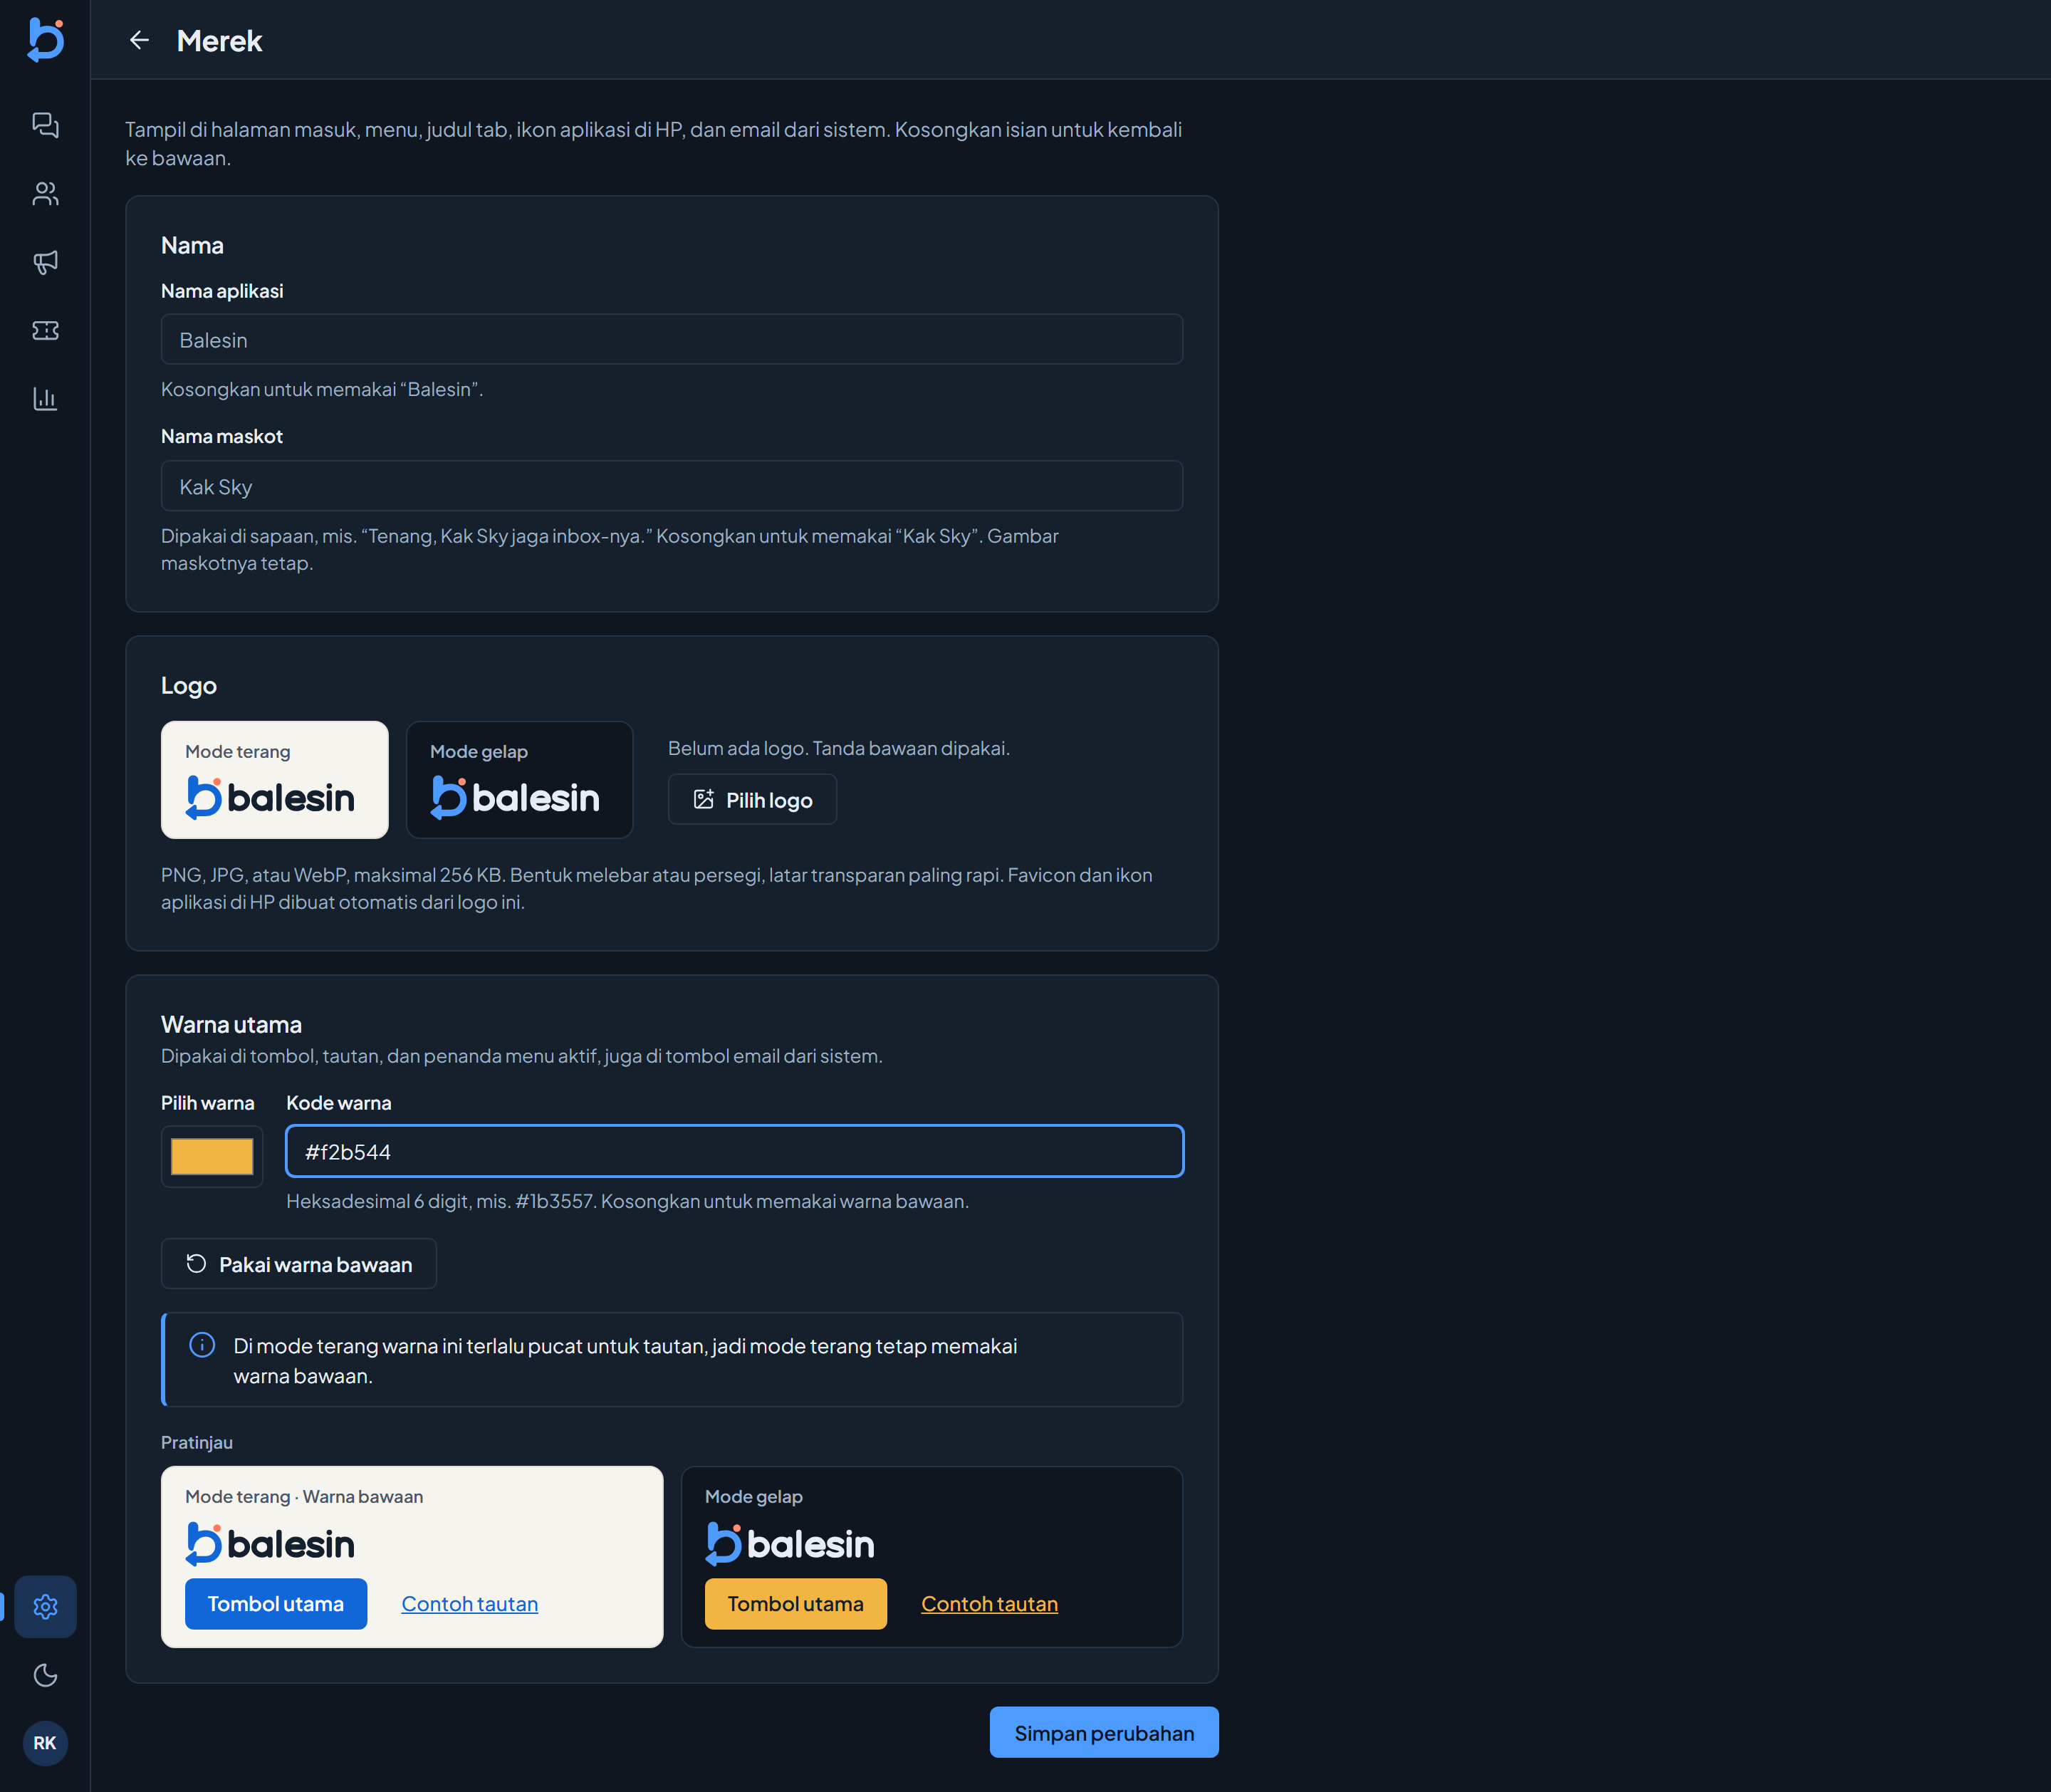 Merek
Tampil di halaman masuk, menu, judul tab, ikon aplikasi di HP, dan email dari sistem. Kosongkan isian untuk kembali
ke bawaan.
Nama
Nama aplikasi
Balesin
Kosongkan untuk memakai “Balesin”.
Nama maskot
Kak Sky
Dipakai di sapaan, mis. “Tenang, Kak Sky jaga inbox-nya.” Kosongkan untuk memakai “Kak Sky”. Gambar
maskotnya tetap.
Logo
Mode terang
balesin
Mode gelap
balesin
Belum ada logo. Tanda bawaan dipakai.
Pilih logo
PNG, JPG, atau WebP, maksimal 256 KB. Bentuk melebar atau persegi, latar transparan paling rapi. Favicon dan ikon
aplikasi di HP dibuat otomatis dari logo ini.
Warna utama
Dipakai di tombol, tautan, dan penanda menu aktif, juga di tombol email dari sistem.
Pilih warna
Kode warna
#f2b544
Heksadesimal 6 digit, mis. #1b3557. Kosongkan untuk memakai warna bawaan.
Pakai warna bawaan
Di mode terang warna ini terlalu pucat untuk tautan, jadi mode terang tetap memakai
warna bawaan.
Pratinjau
Mode terang · Warna bawaan
balesin
Tombol utama
Contoh tautan
Mode gelap
balesin
Tombol utama
Contoh tautan
RK
Simpan perubahan